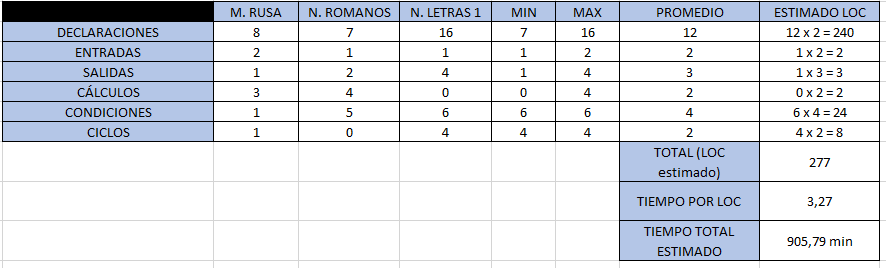 M. RUSA N. ROMANOS N. LETRAS 1 MIN MAX PROMEDIO ESTIMADO LOC
DECLARACIONES 8 7 16 7 16 12 12 x 2 = 240
ENTRADAS 2 1 1 1 2 2 1 x 2 = 2
SALIDAS 1 2 4 1 4 3 1 x 3 = 3
CÁLCULOS 3 4 0 0 4 2 0 x 2 = 2
CONDICIONES 1 5 6 6 6 4 6 x 4 = 24
CICLOS 1 0 4 4 4 2 4 x 2 = 8
TOTAL (LOC
estimado) 277
TIEMPO POR LOC 3,27
TIEMPO TOTAL
ESTIMADO 905,79 min